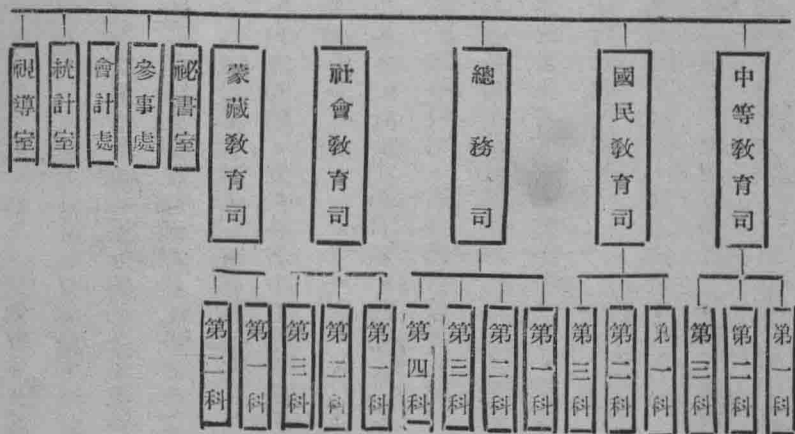 中等教育司
國民教育司
總務司
社會教育司
蒙藏教育司
祕書室
參事處
會計處
統計室
視導室
第一科
第二科
第三科
第一科
第二科
第三科
第一科
第二科
第三科
第四科
第一科
第二科
第三科
第一科
第二科